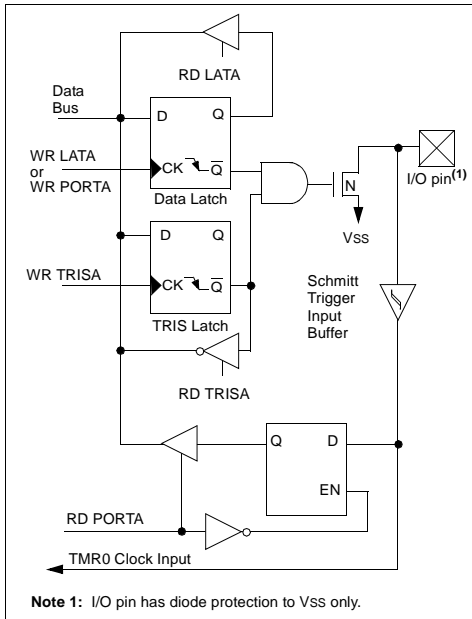 RD LATA
Data
Bus
D Q
WR LATA
or
WR PORTA
CK Q
Data Latch
N
I/O pin(1)
VSS
D Q
WR TRISA
CK Q
TRIS Latch
Schmitt
Trigger
Input
Buffer
RD TRISA
Q D
EN
RD PORTA
TMR0 Clock Input
Note 1: I/O pin has diode protection to VSS only.